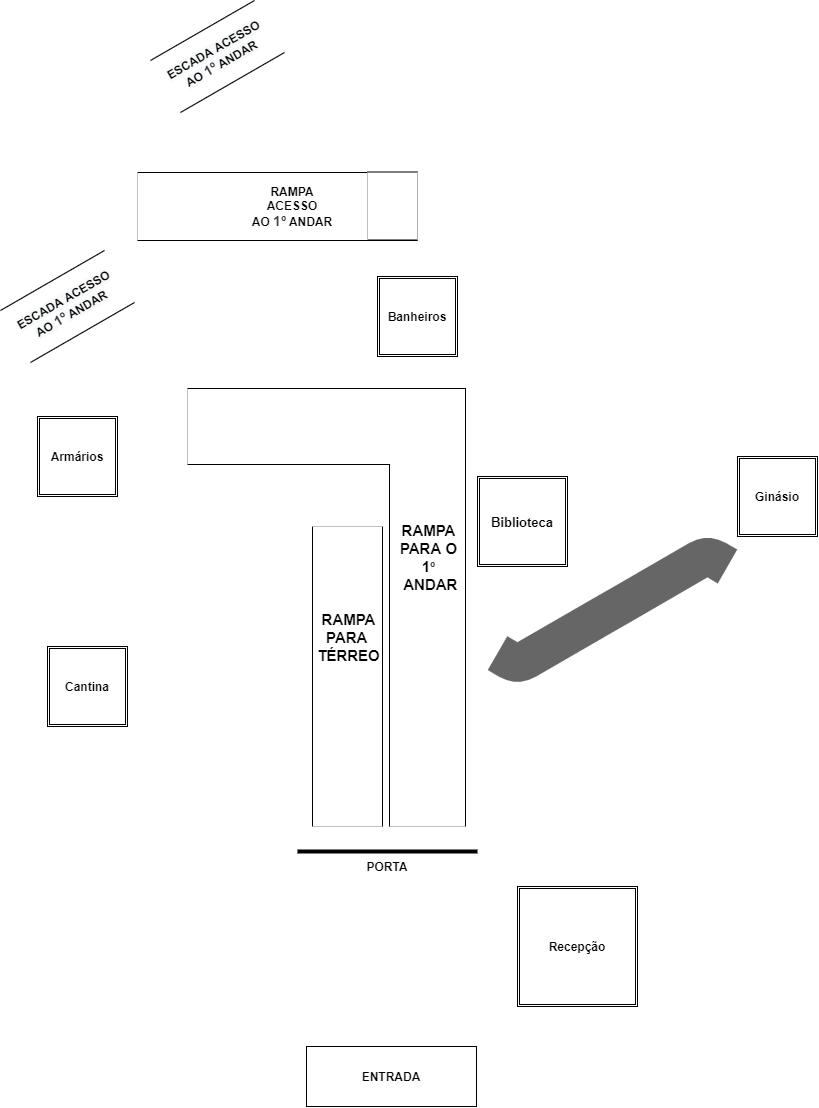 ESCADA ACESSO
AO 1º ANDAR
RAMPA
ACESSO
AO 1º ANDAR
ESCADA ACESSO
AO 1º ANDAR
Banheiros
Armários
Biblioteca
Ginásio
RAMPA
PARA O
1º
ANDAR
RAMPA
PARA
TÉRREO
Cantina
PORTA
Recepção
ENTRADA